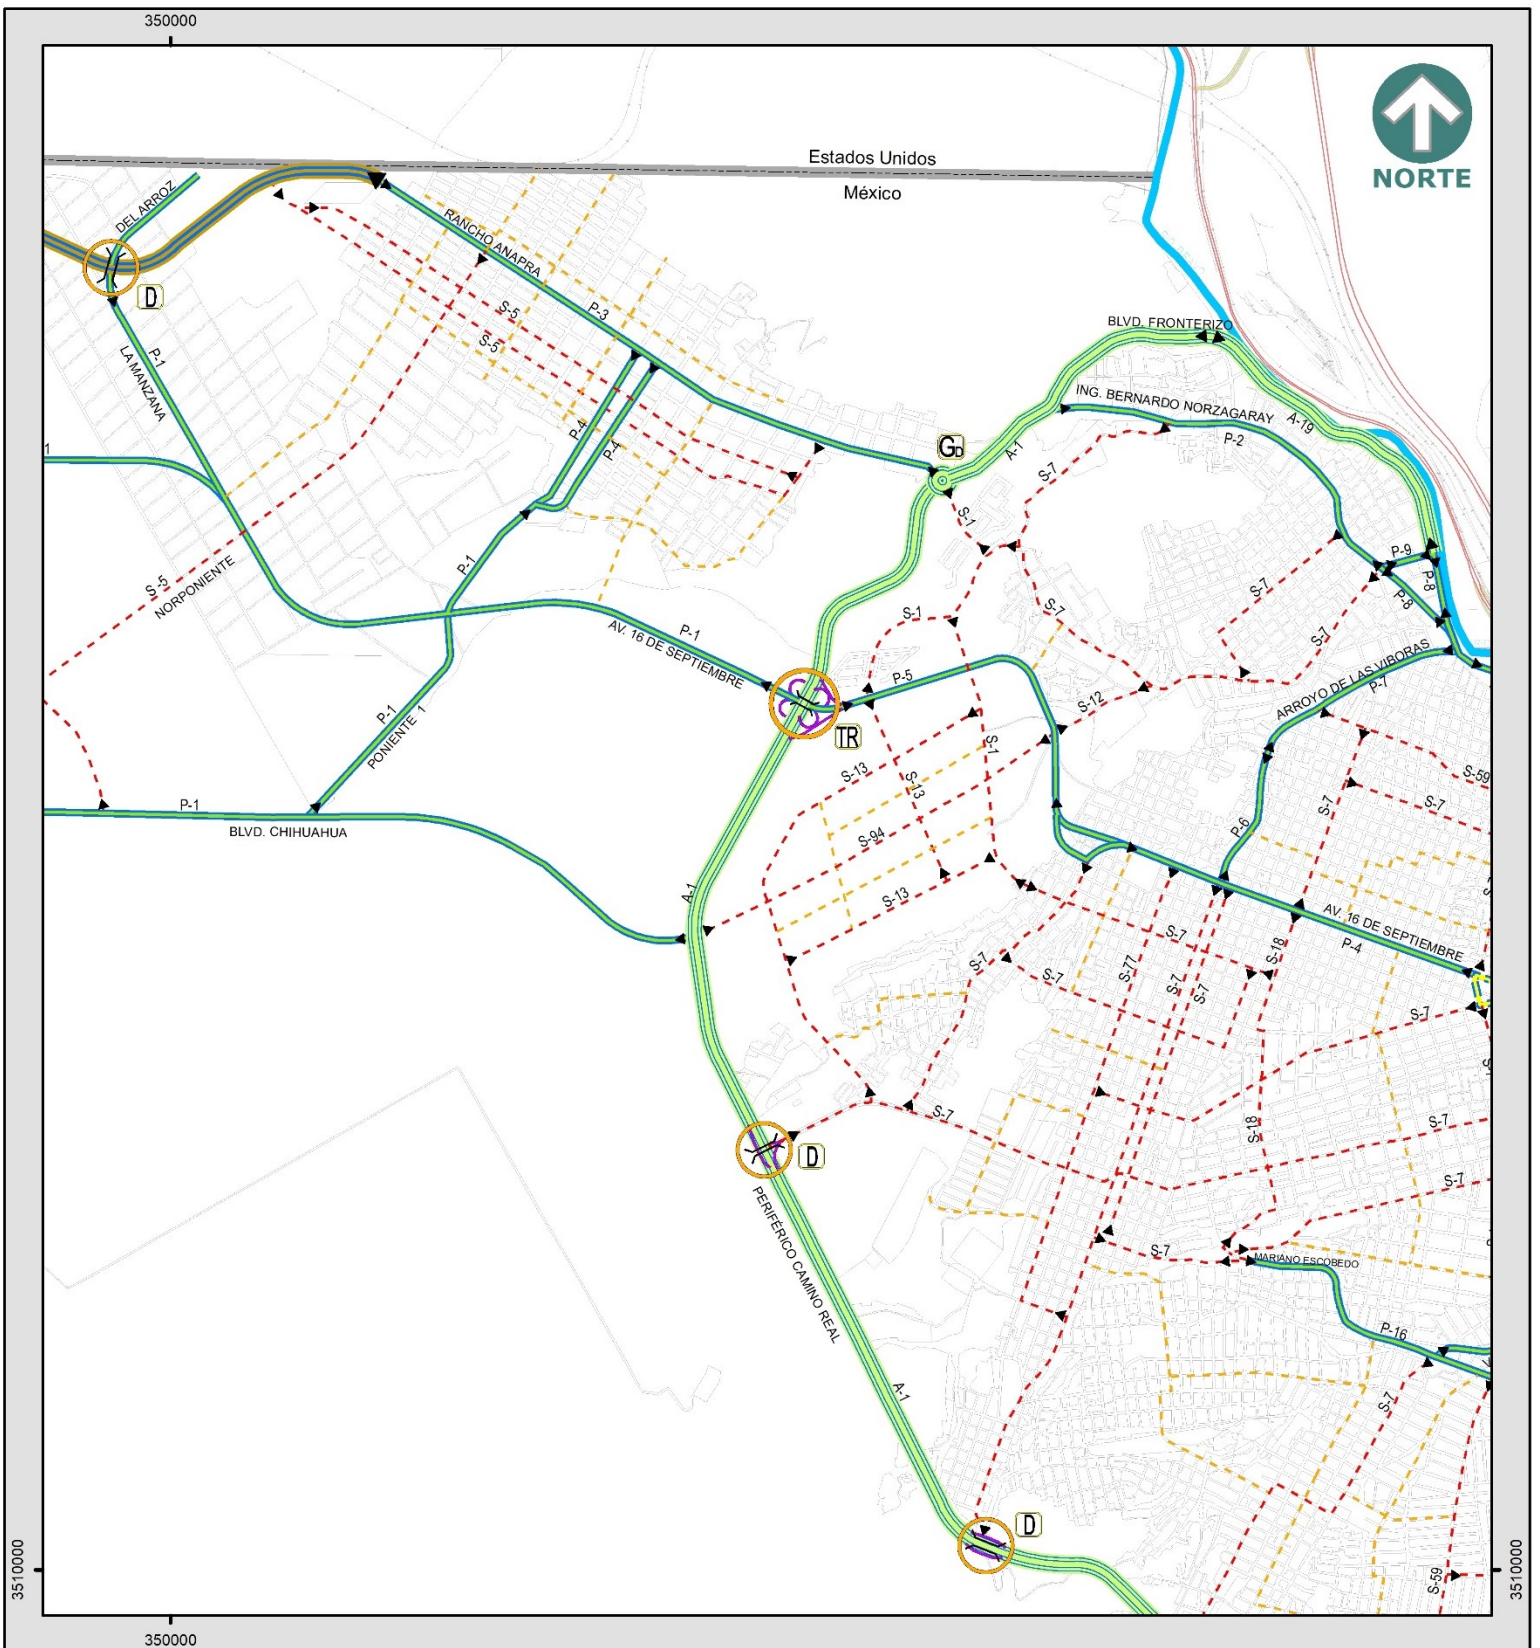 350000
Estados Unidos
México
NORTE
DEL ARROZ
D
RANCHO ANAPRA
P-3
S-5
S-5
P-1
LA MANZANA
BLVD. FRONTERIZO
ING. BERNARDO NORZAGARAY
A-19
P-2
A-1
GD
S-7
S-1
P-4
P-4
1
P-1
S-5
NORPONIENTE
P-9
P-8
P-8
S-7
S-7
S-7
S-1
P-1
AV. 16 DE SEPTIEMBRE
P-5
TR
S-12
ARROYO DE LAS VIBORAS
P-7
P-1
PONIENTE 1
S-1
S-13
S-13
S-59
S-7
S-7
P-1
BLVD. CHIHUAHUA
S-94
P-6
A-1
S-13
AV. 16 DE SEPTIEMBRE
P-4
S-7
S-18
S-7
S-7
S-77
S-7
S-7
S-7
S-7
S-18
S-7
D
S-7
PERIFÉRICO CAMINO REAL
S-7
MARIANO ESCOBEDO
P-16
A-1
S-7
D
S-59
3510000
3510000
350000